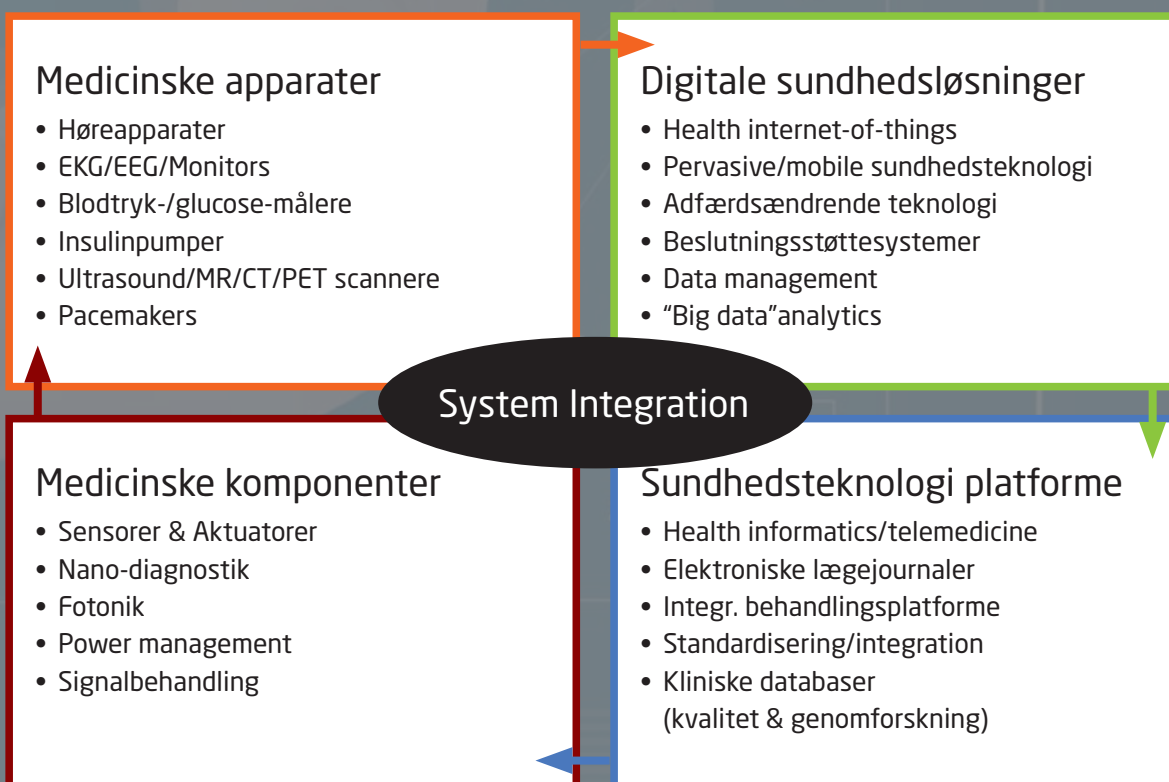 Medicinske apparater
• Høreapparater
• EKG/EEG/Monitors
• Blodtryk-/glucose-målere
• Insulinpumper
• Ultrasound/MR/CT/PET scannere
• Pacemakers
Digitale sundhedsløsninger
• Health internet-of-things
• Pervasive/mobile sundhedsteknologi
• Adfærdsændrende teknologi
• Beslutningsstøttesystemer
• Data management
• “Big data”analytics
System Integration
Medicinske komponenter
• Sensorer & Aktuatorer
• Nano-diagnostik
• Fotonik
• Power management
• Signalbehandling
Sundhedsteknologi platforme
• Health informatics/telemedicine
• Elektroniske lægejournaler
• Integr. behandlingsplatforme
• Standardisering/integration
• Kliniske databaser
(kvalitet & genomforskning)